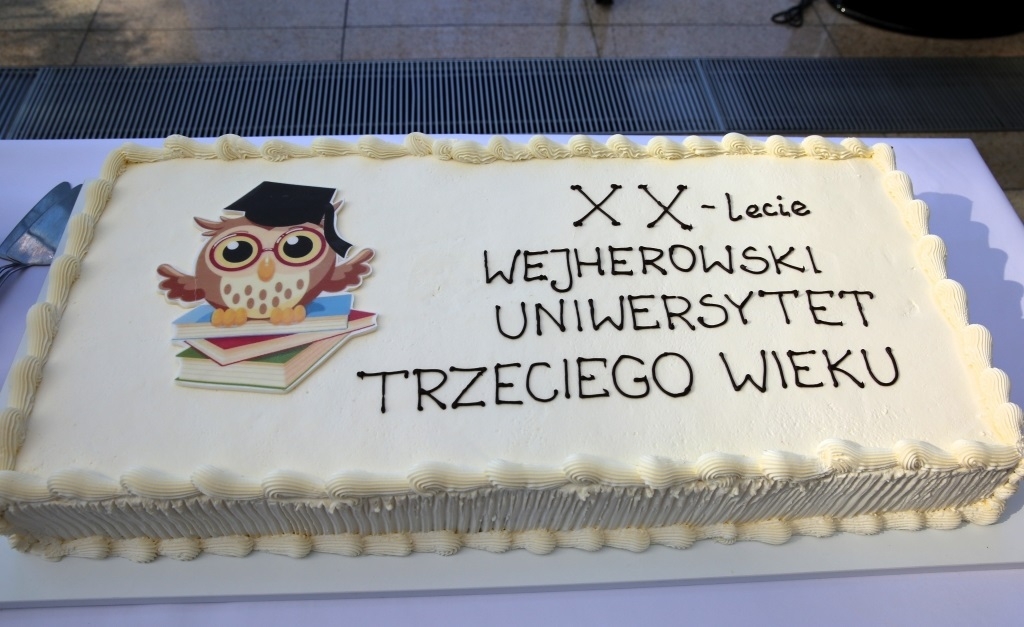 XX-lecie
WEJHEROWSKI
UNIWERSYTET
TRZECIEGO WIEKU